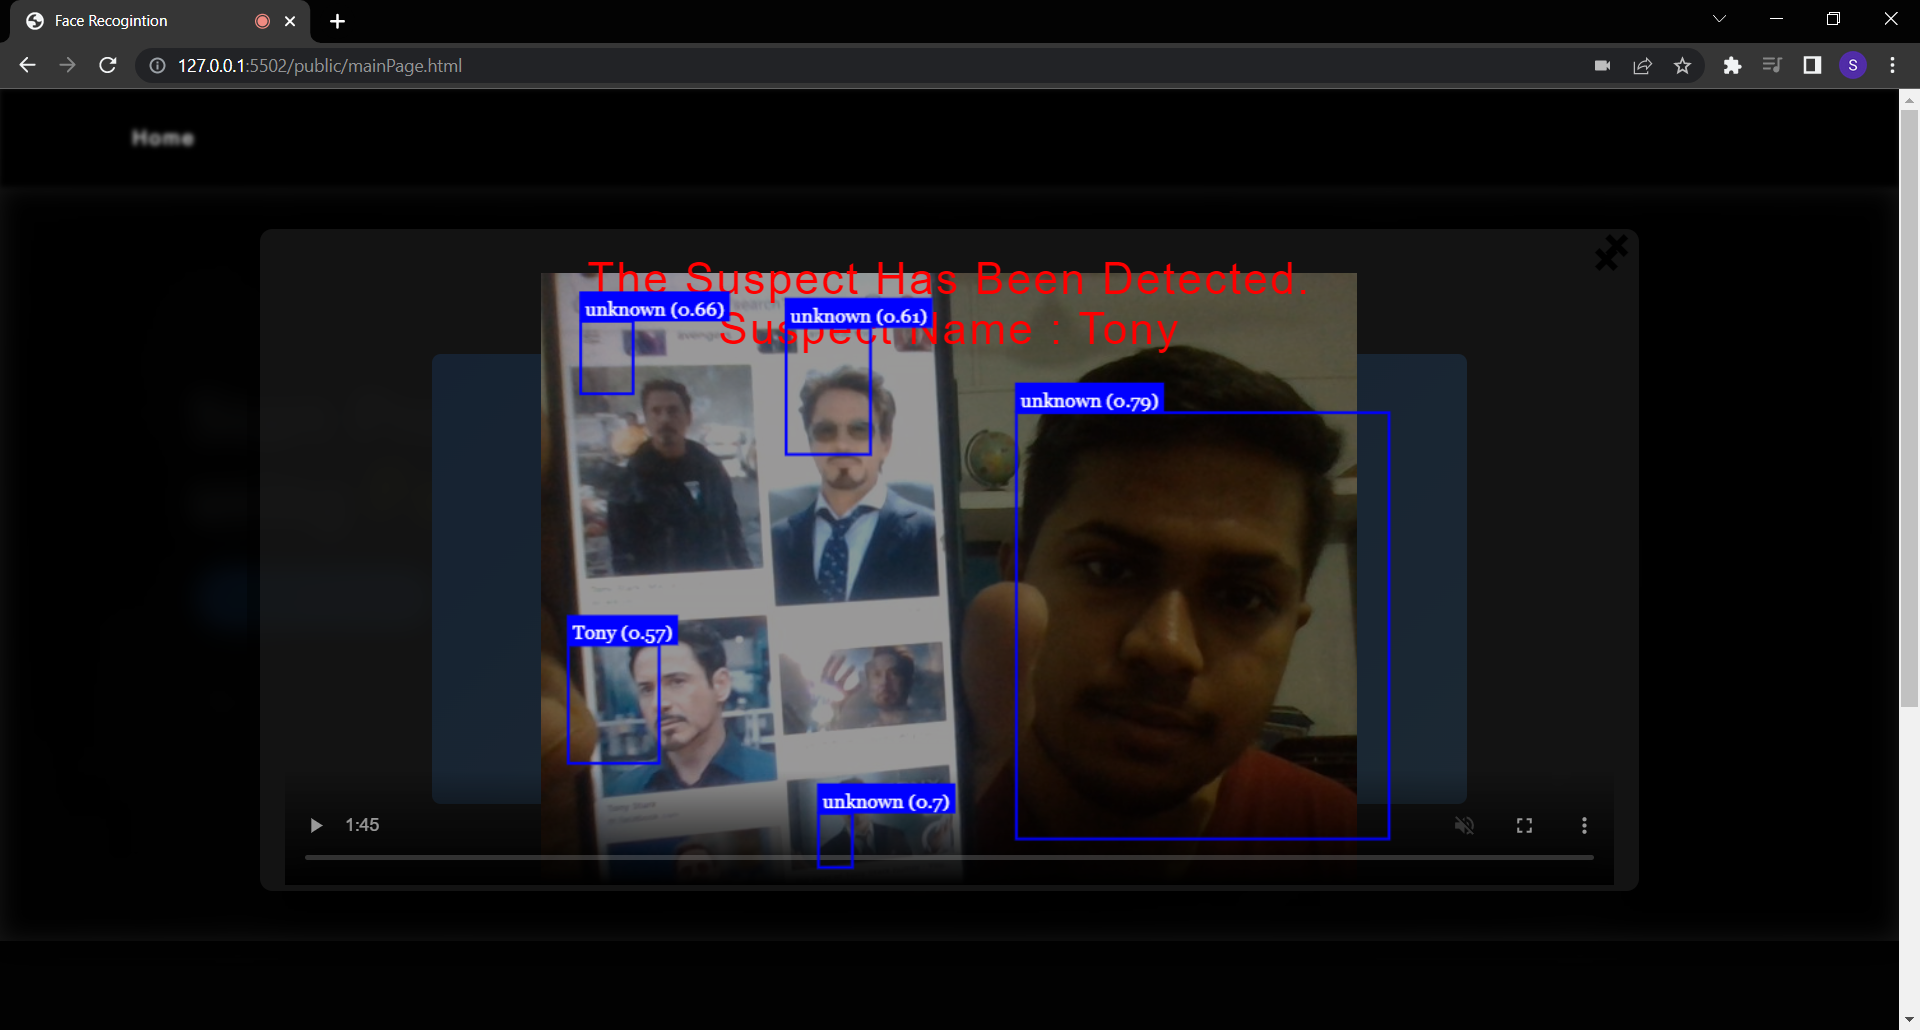 Face Recogintion
127.0.0.1:5502/public/mainPage.html
S
Home
The Suspect Has Been Detected.
Suspect Name : Tony
unknown (0.66)
unknown (0.61)
unknown (0.79)
Tony (0.57)
unknown (0.7)
1:45